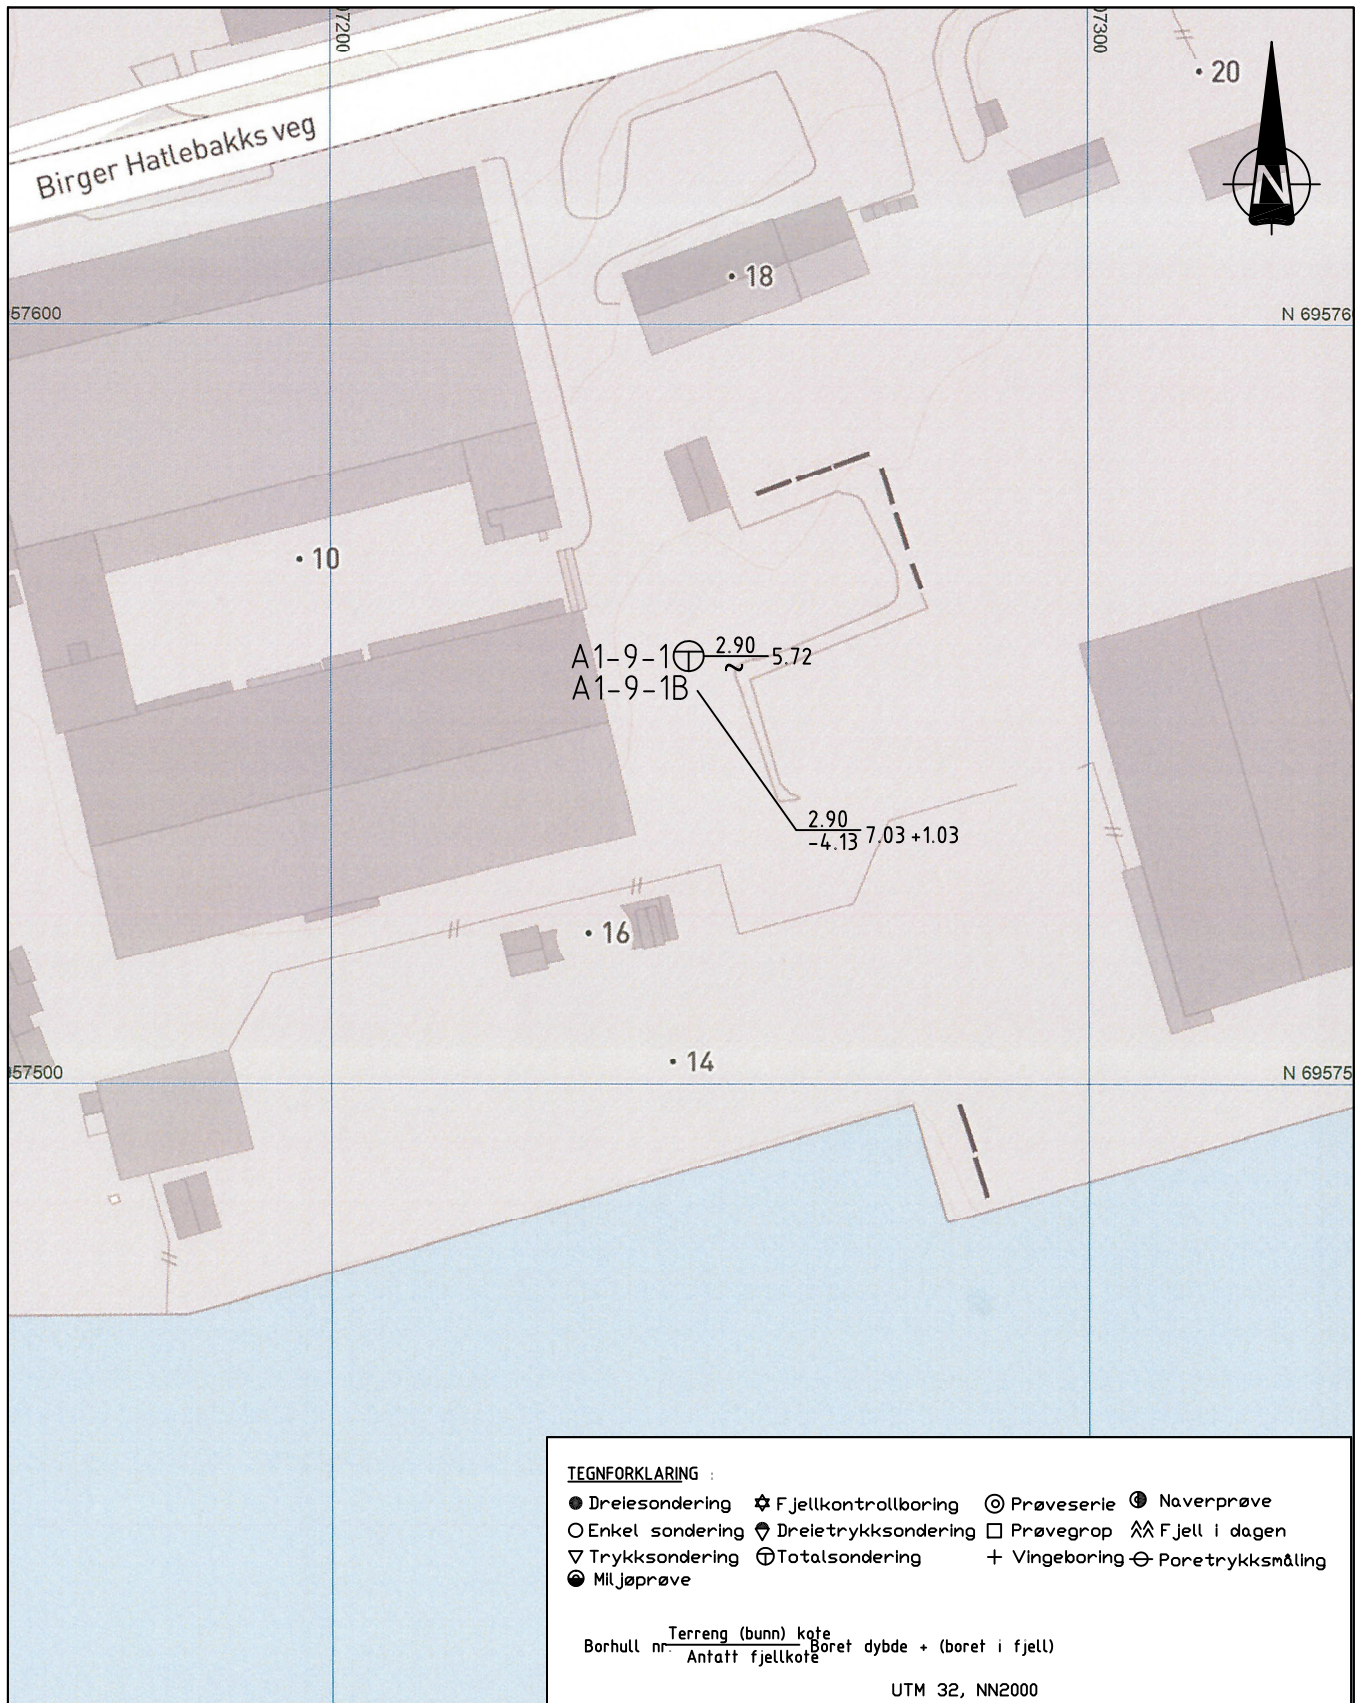 97200
97300
20
N
Birger Hatlebakks veg
18
57600
N 69576
10
A1-9-1 2.90 5.72
~
A1-9-1B
2.90
-4.13 7.03 +1.03
16
14
57500
N 69575
TEGNFORKLARING :
Dreiesondering Fjellkontrollboring Prøveserie Naverprøve
Enkel sondering Dreietrykksondering Prøvegrop Fjell i dagen
Trykksondering Totalsondering Vingeboring Poretrykksmåling
Miljøprøve
Terreng (bunn) kote
Borhull nr. Boret dybde + (boret i fjell)
Antatt fjellkote
UTM 32, NN2000